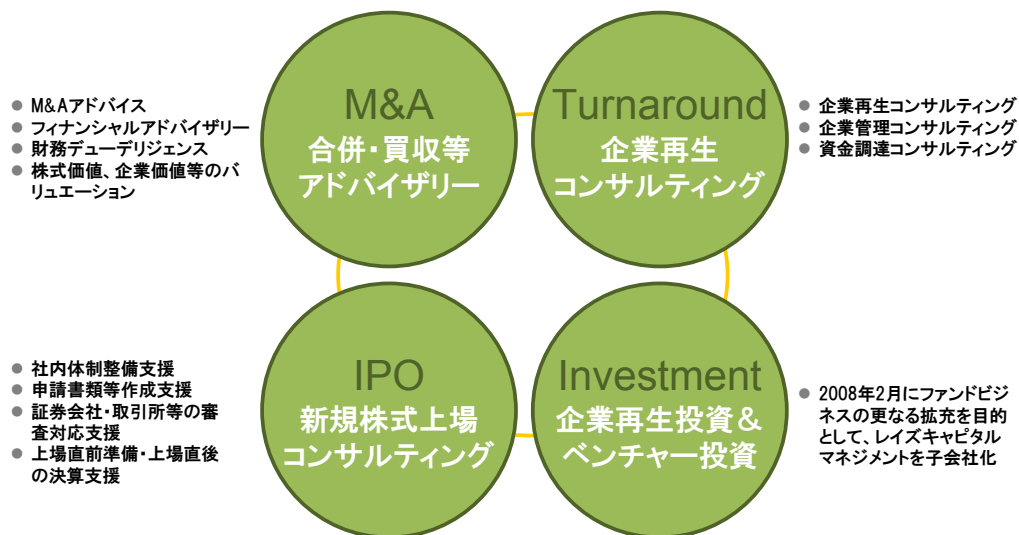 M&A
合併・買収等
アドバイザリー
● M&Aアドバイス
● フィナンシャルアドバイザリー
● 財務デューデリジェンス
● 株式価値、企業価値等のバ
リュエーション
Turnaround
企業再生
コンサルティング
● 企業再生コンサルティング
● 企業管理コンサルティング
● 資金調達コンサルティング
IPO
新規株式上場
コンサルティング
● 社内体制整備支援
● 申請書類等作成支援
● 証券会社・取引所等の審
査対応支援
● 上場直前準備・上場直後
の決算支援
Investment
企業再生投資&
ベンチャー投資
● 2008年2月にファンドビジ
ネスの更なる拡充を目的
として、レイズキャピタル
マネジメントを子会社化